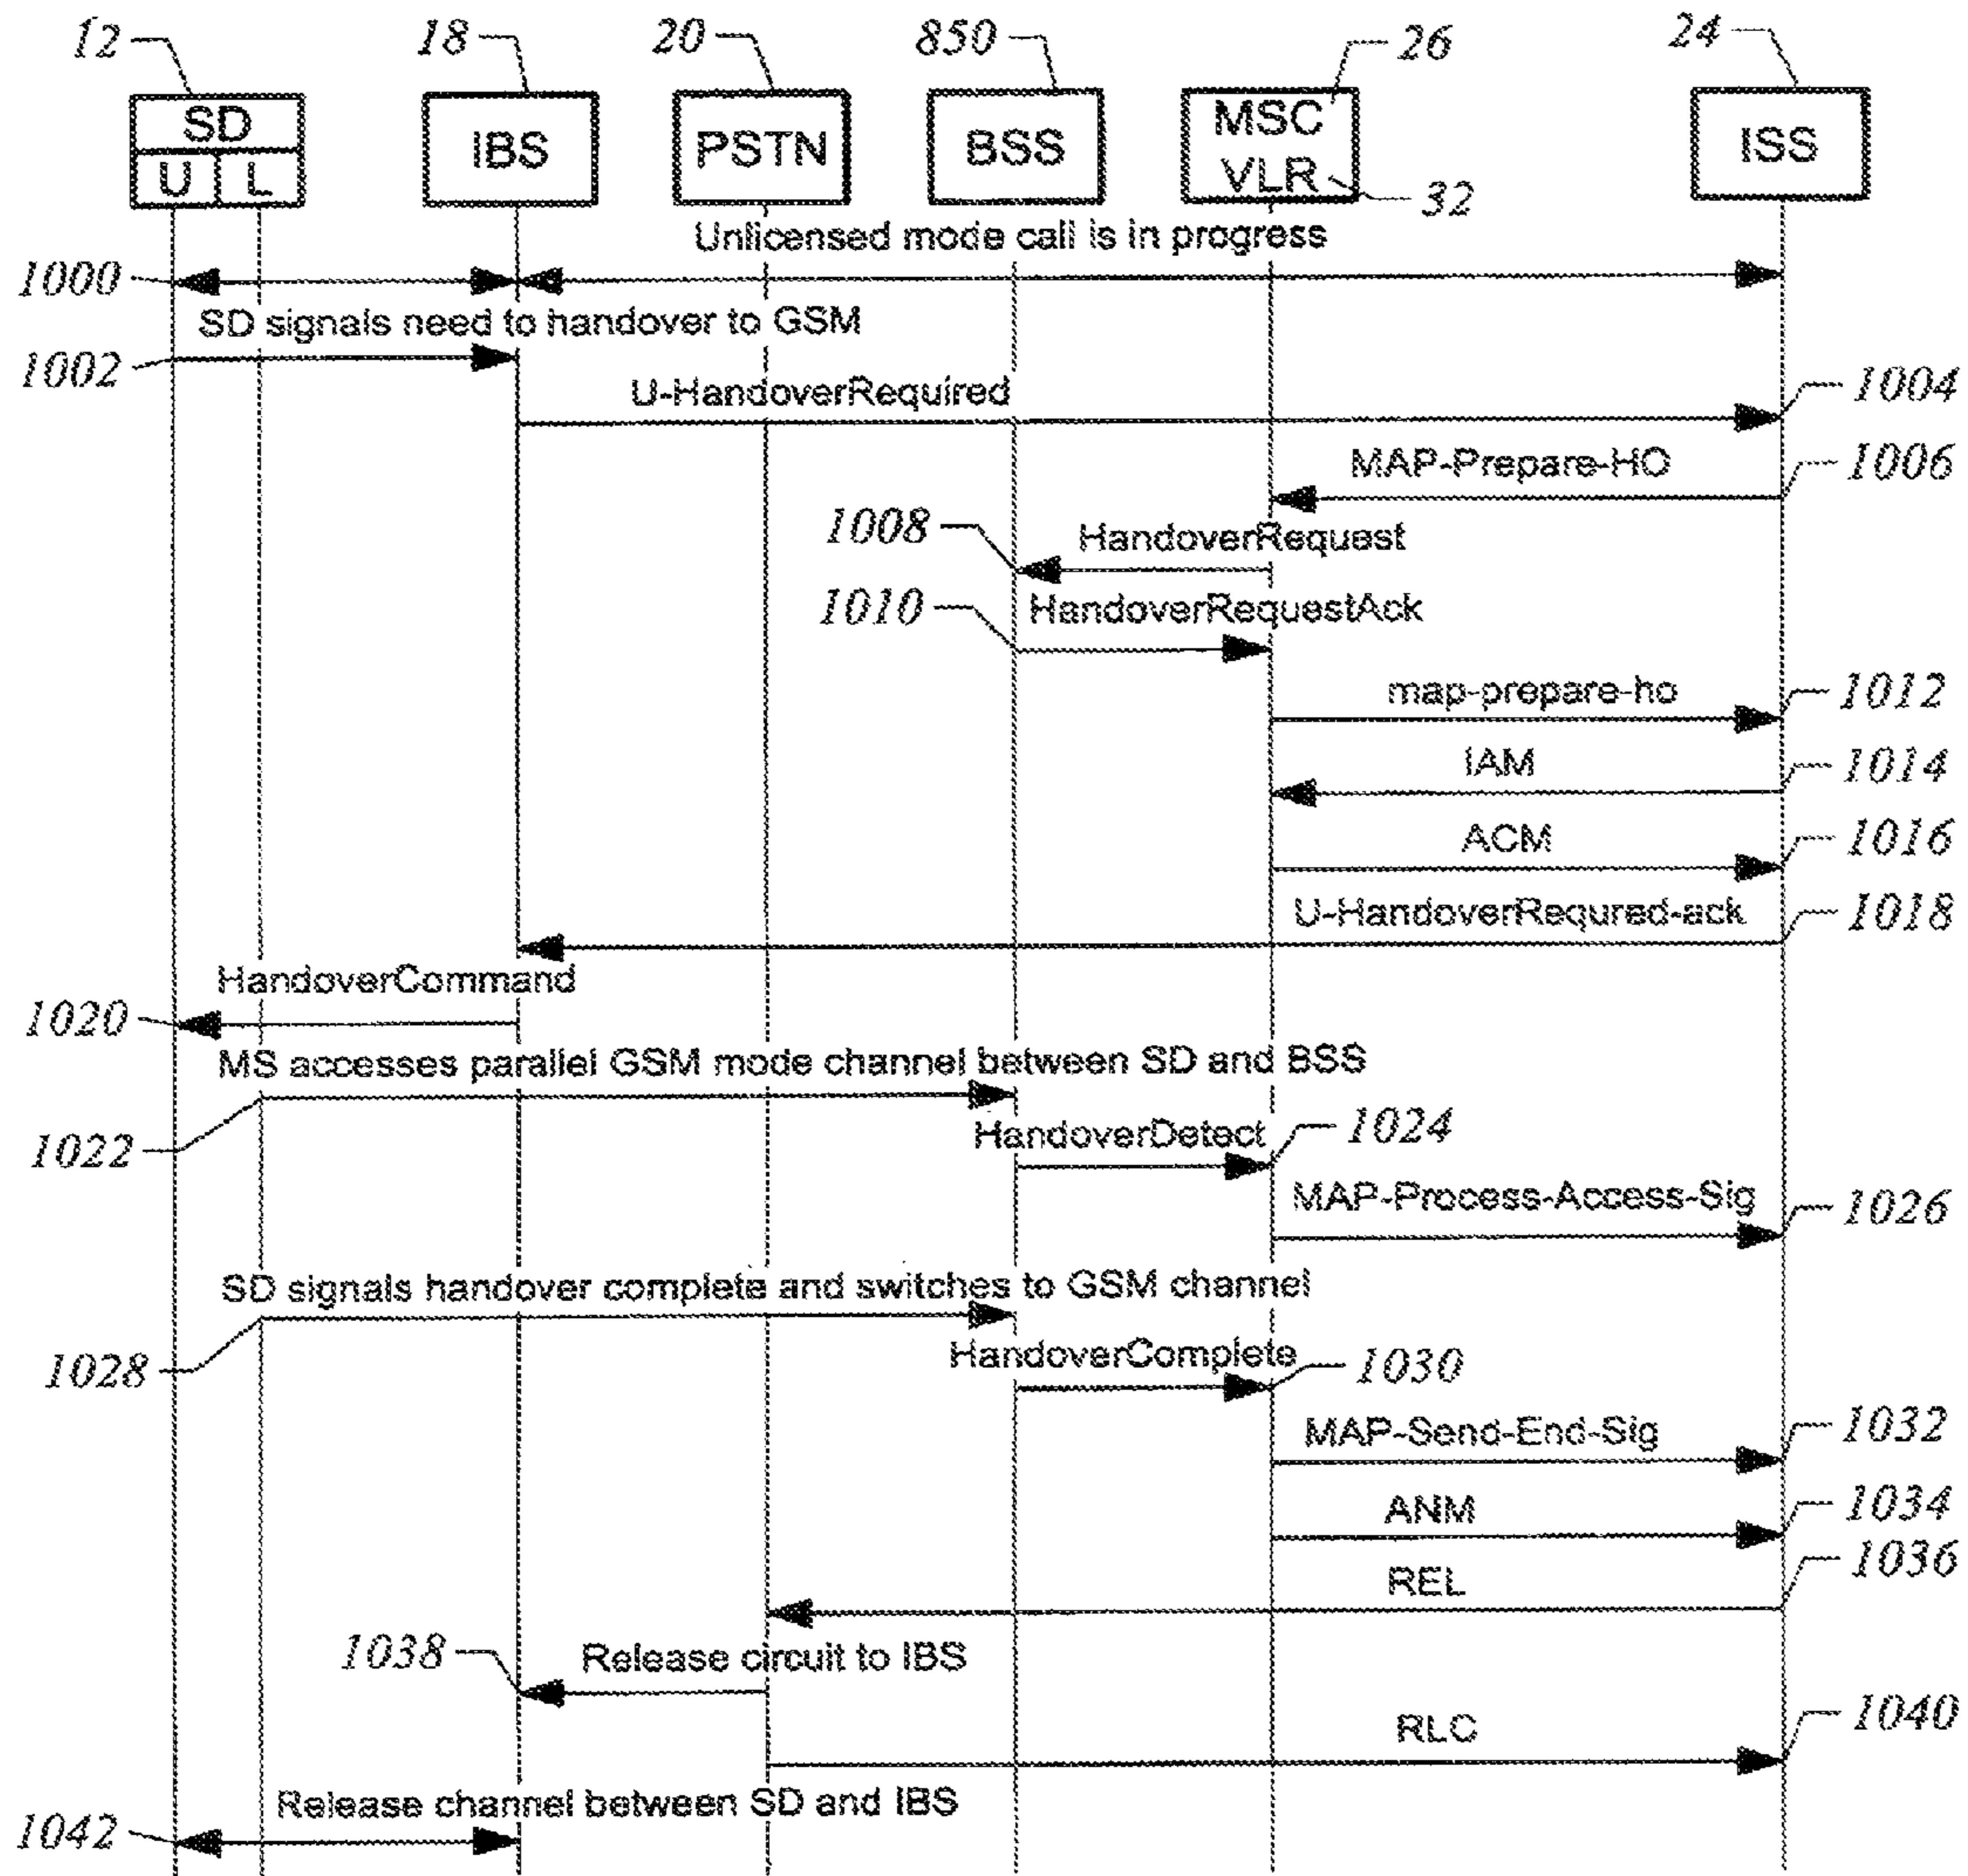 12 18 20 850 26 24
SD
U L
IBS
PSTN
BSS
MSC
VLR
32
ISS
Unlicensed mode call is in progress
1000
SD signals need to handover to GSM
1002
U-HandoverRequired
1004
MAP-Prepare-HO
1006
1008
HandoverRequest
1010
HandoverRequestAck
map-prepare-ho
1012
IAM
1014
ACM
1016
U-HandoverRequred-ack
1018
HandoverCommand
1020
MS accesses parallel GSM mode channel between SD and BSS
1022
HandoverDetect
1024
MAP-Process-Access-Sig
1026
SD signals handover complete and switches to GSM channel
1028
HandoverComplete
1030
MAP-Send-End-Sig
1032
ANM
1034
REL
1036
1038
Release circuit to IBS
RLC
1040
Release channel between SD and IBS
1042